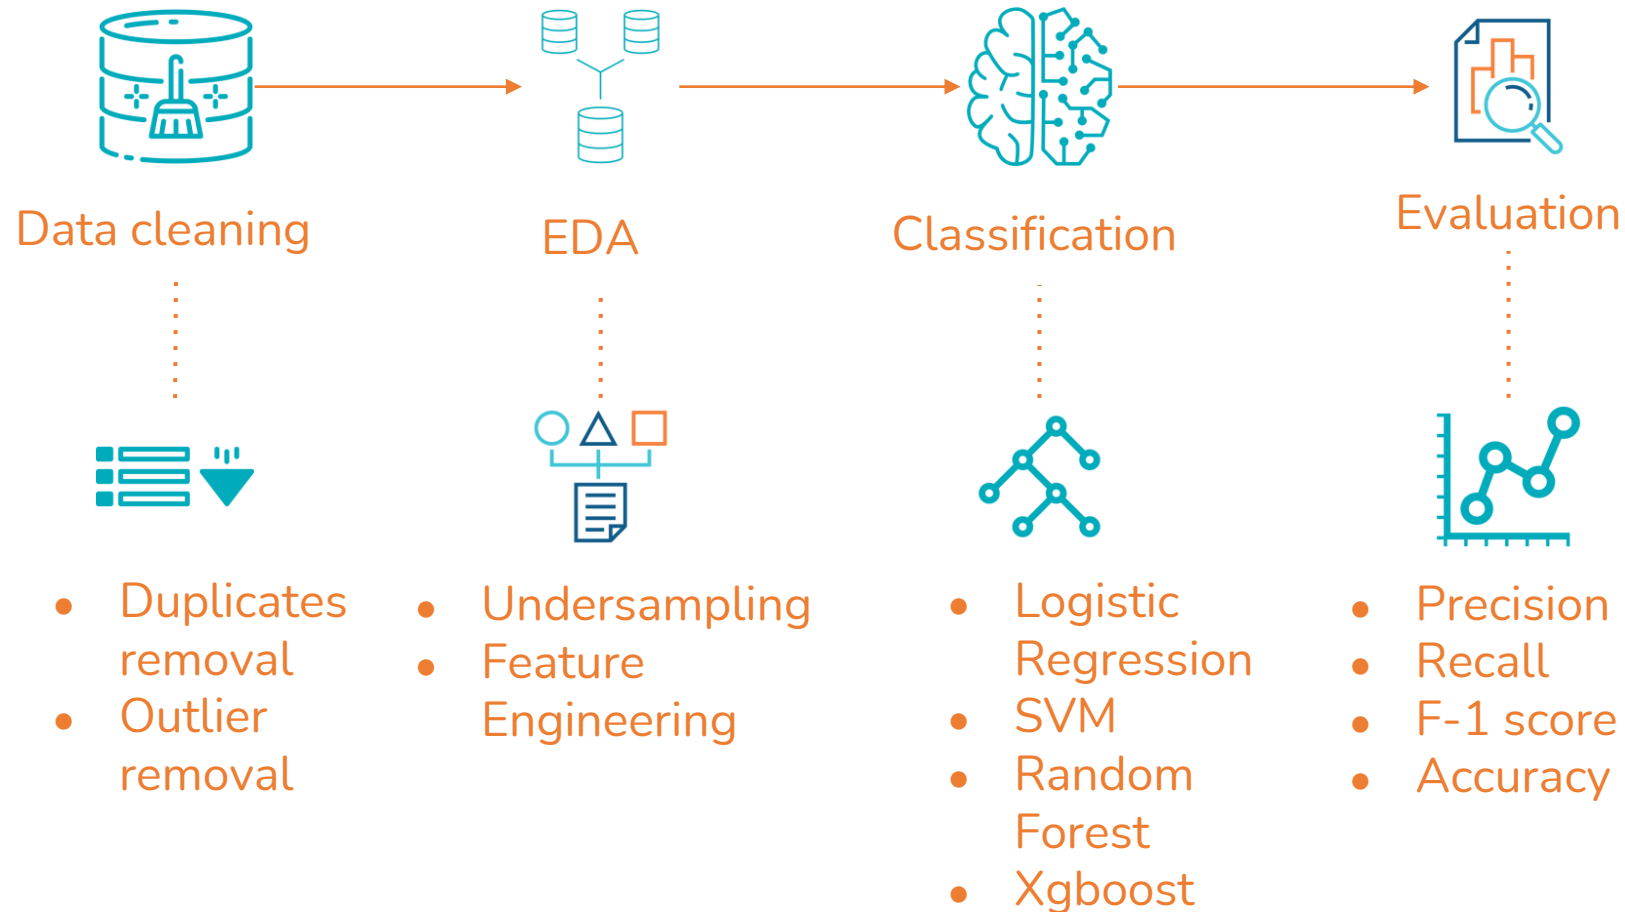 Data cleaning
EDA
Classification
Evaluation
● Duplicates
removal
● Outlier
removal
● Undersampling
● Feature
Engineering
● Logistic
Regression
● SVM
● Random
Forest
● Xgboost
● Precision
● Recall
● F-1 score
● Accuracy